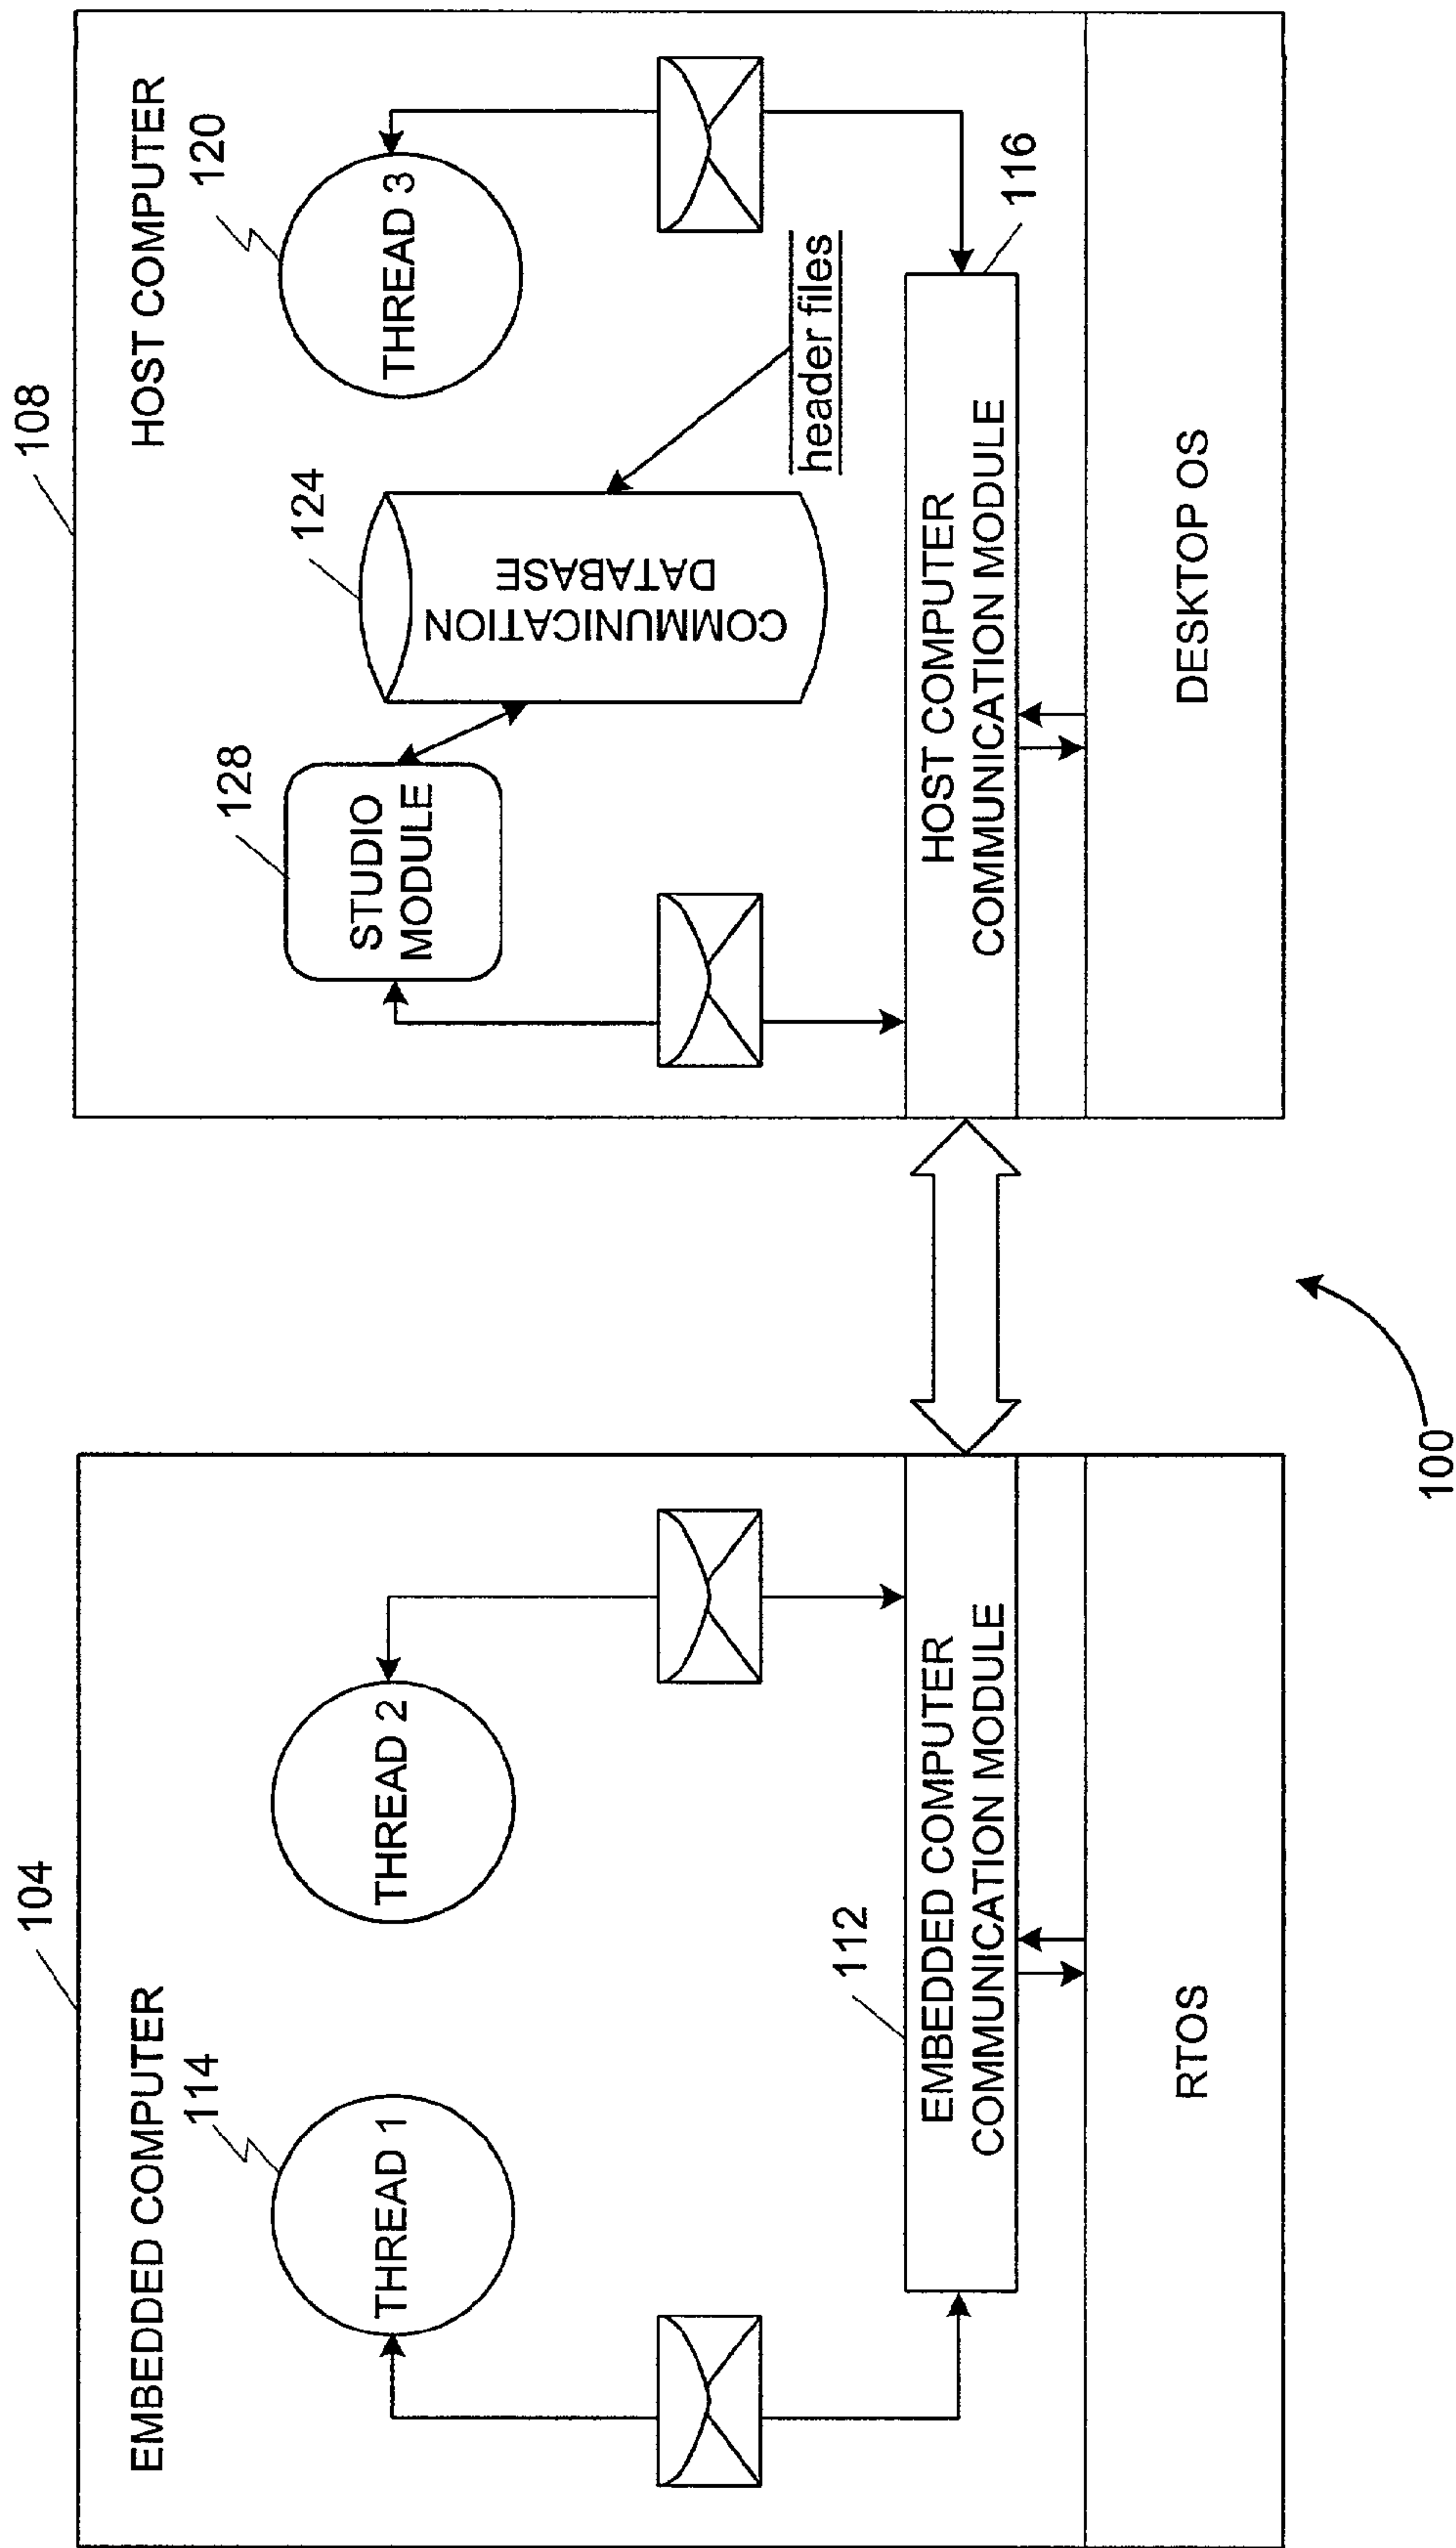 104
EMBEDDED COMPUTER
114
THREAD 1
THREAD 2
112
EMBEDDED COMPUTER
COMMUNICATION MODULE
RTOS
108
HOST COMPUTER
128
STUDIO
MODULE
124
COMMUNICATION
DATABASE
120
THREAD 3
header files
116
HOST COMPUTER
COMMUNICATION MODULE
DESKTOP OS
100